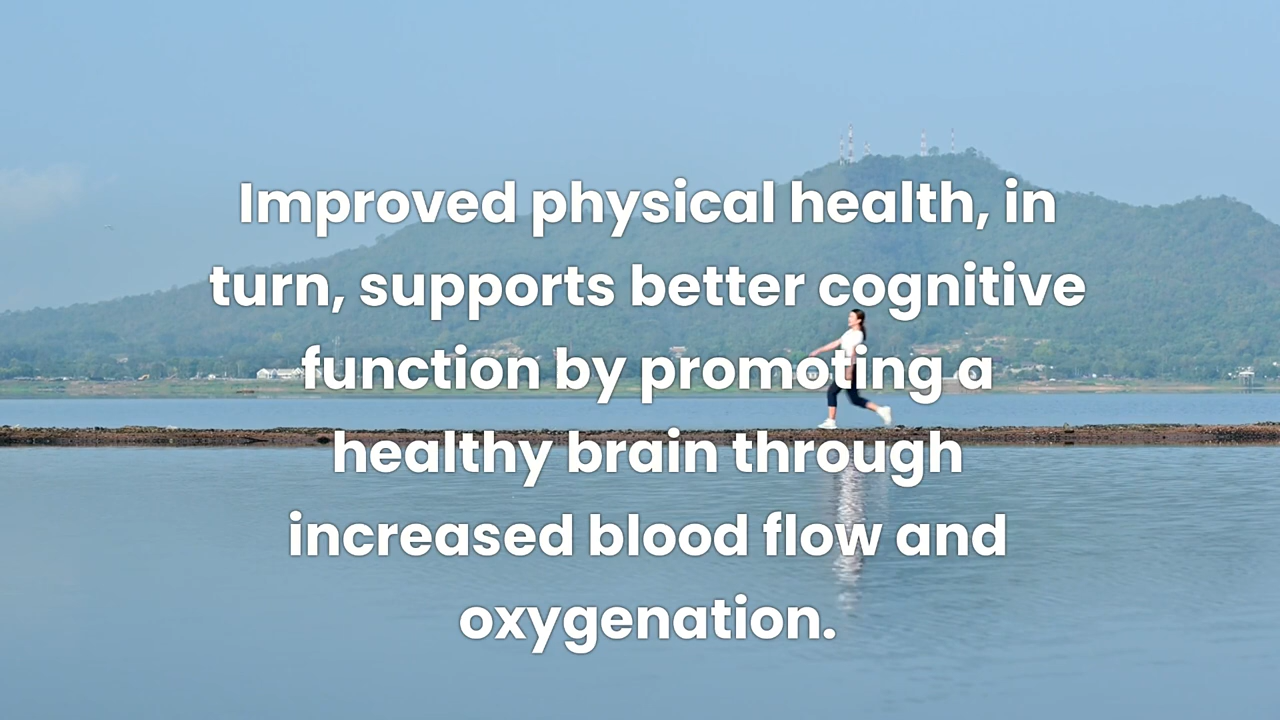 Improved physical health, in
turn, supports better cognitive
function by promoting a
healthy brain through
increased blood flow and
oxygenation.